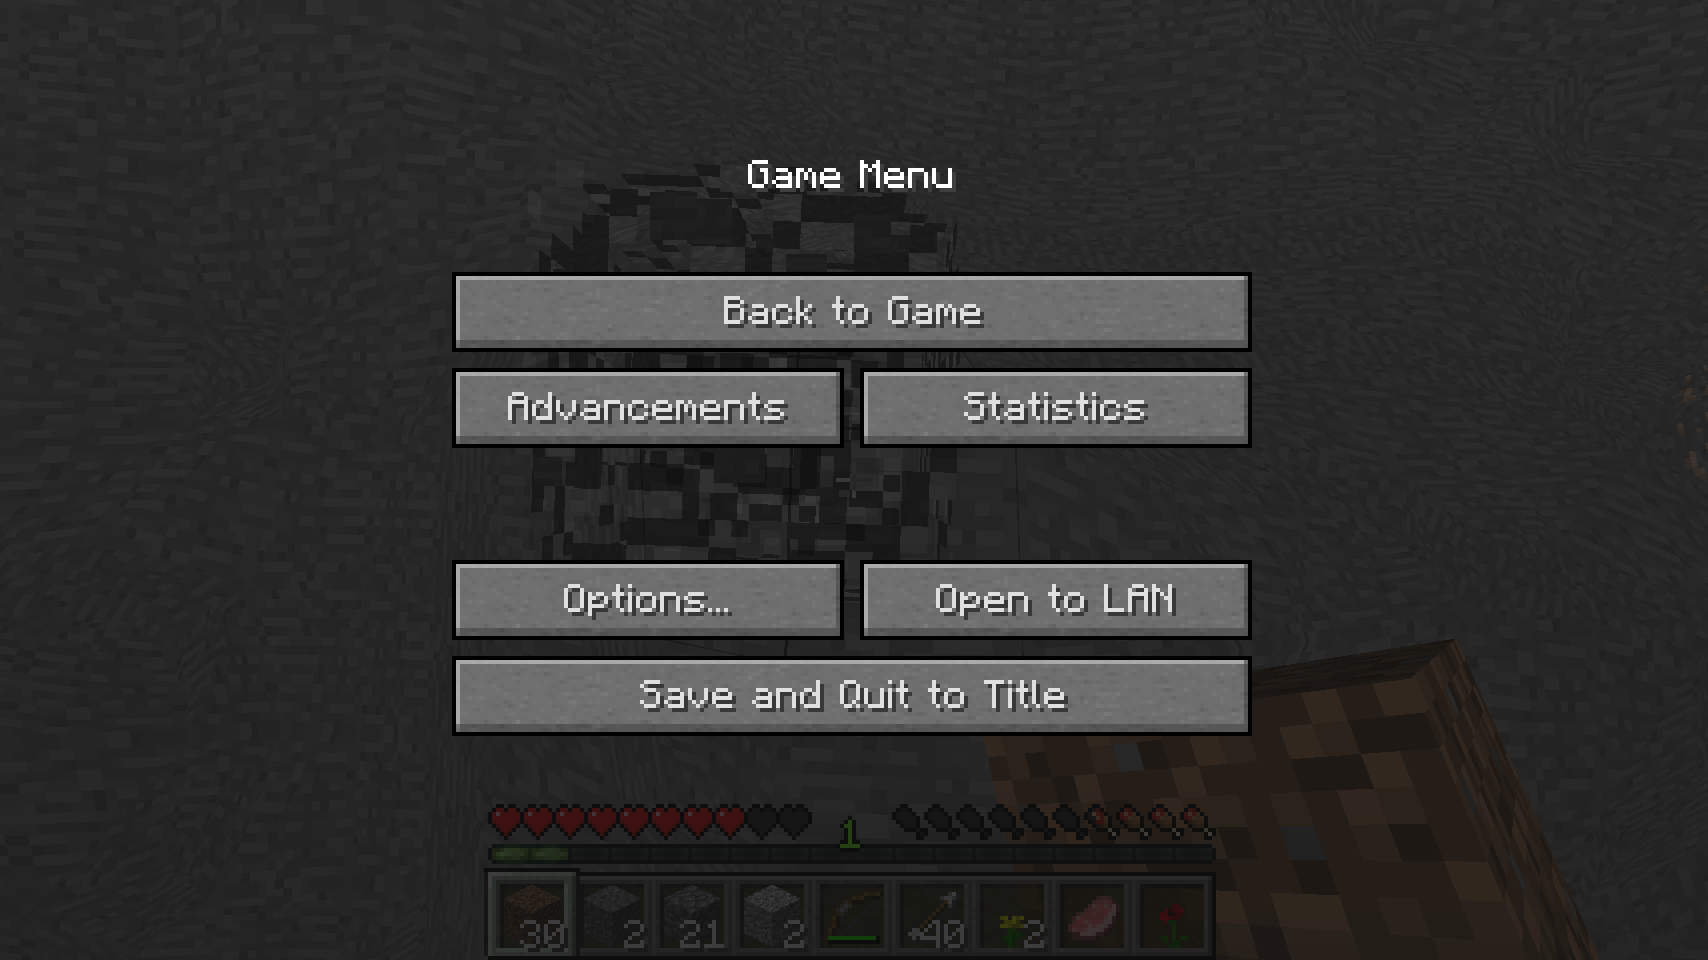 Game Menu
Back to Game
Advancements
Statistics
Options...
Open to LAN
Save and Quit to Title
1
30
2
21
2
40
2